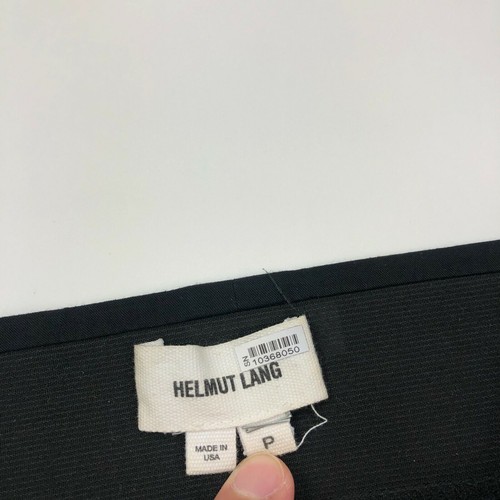 SN 10368050
HELMUT LANG
MADE IN
USA
P